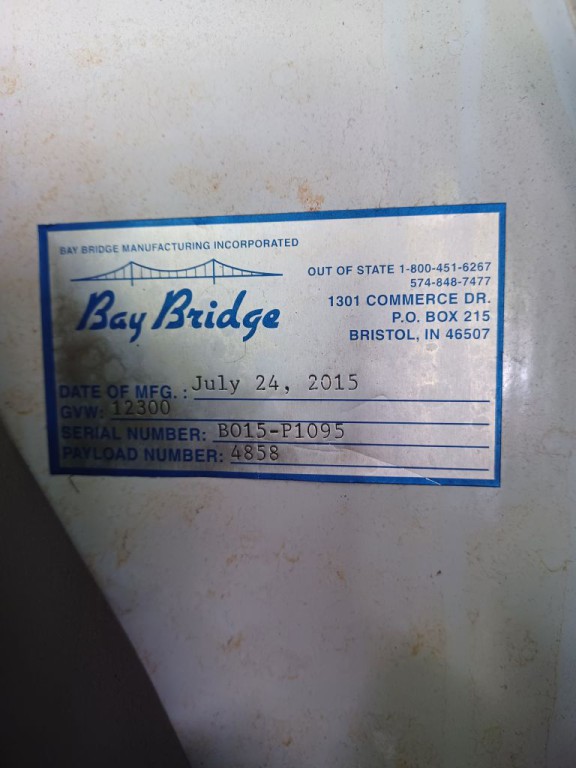 BAY BRIDGE MANUFACTURING INCORPORATED
Bay Bridge
OUT OF STATE 1-800-451-6267
574-848-7477
1301 COMMERCE DR.
P.O. BOX 215
BRISTOL, IN 46507
DATE OF MFG.: July 24, 2015
GVW: 12300
SERIAL NUMBER: B015-P1095
PAYLOAD NUMBER: 4858